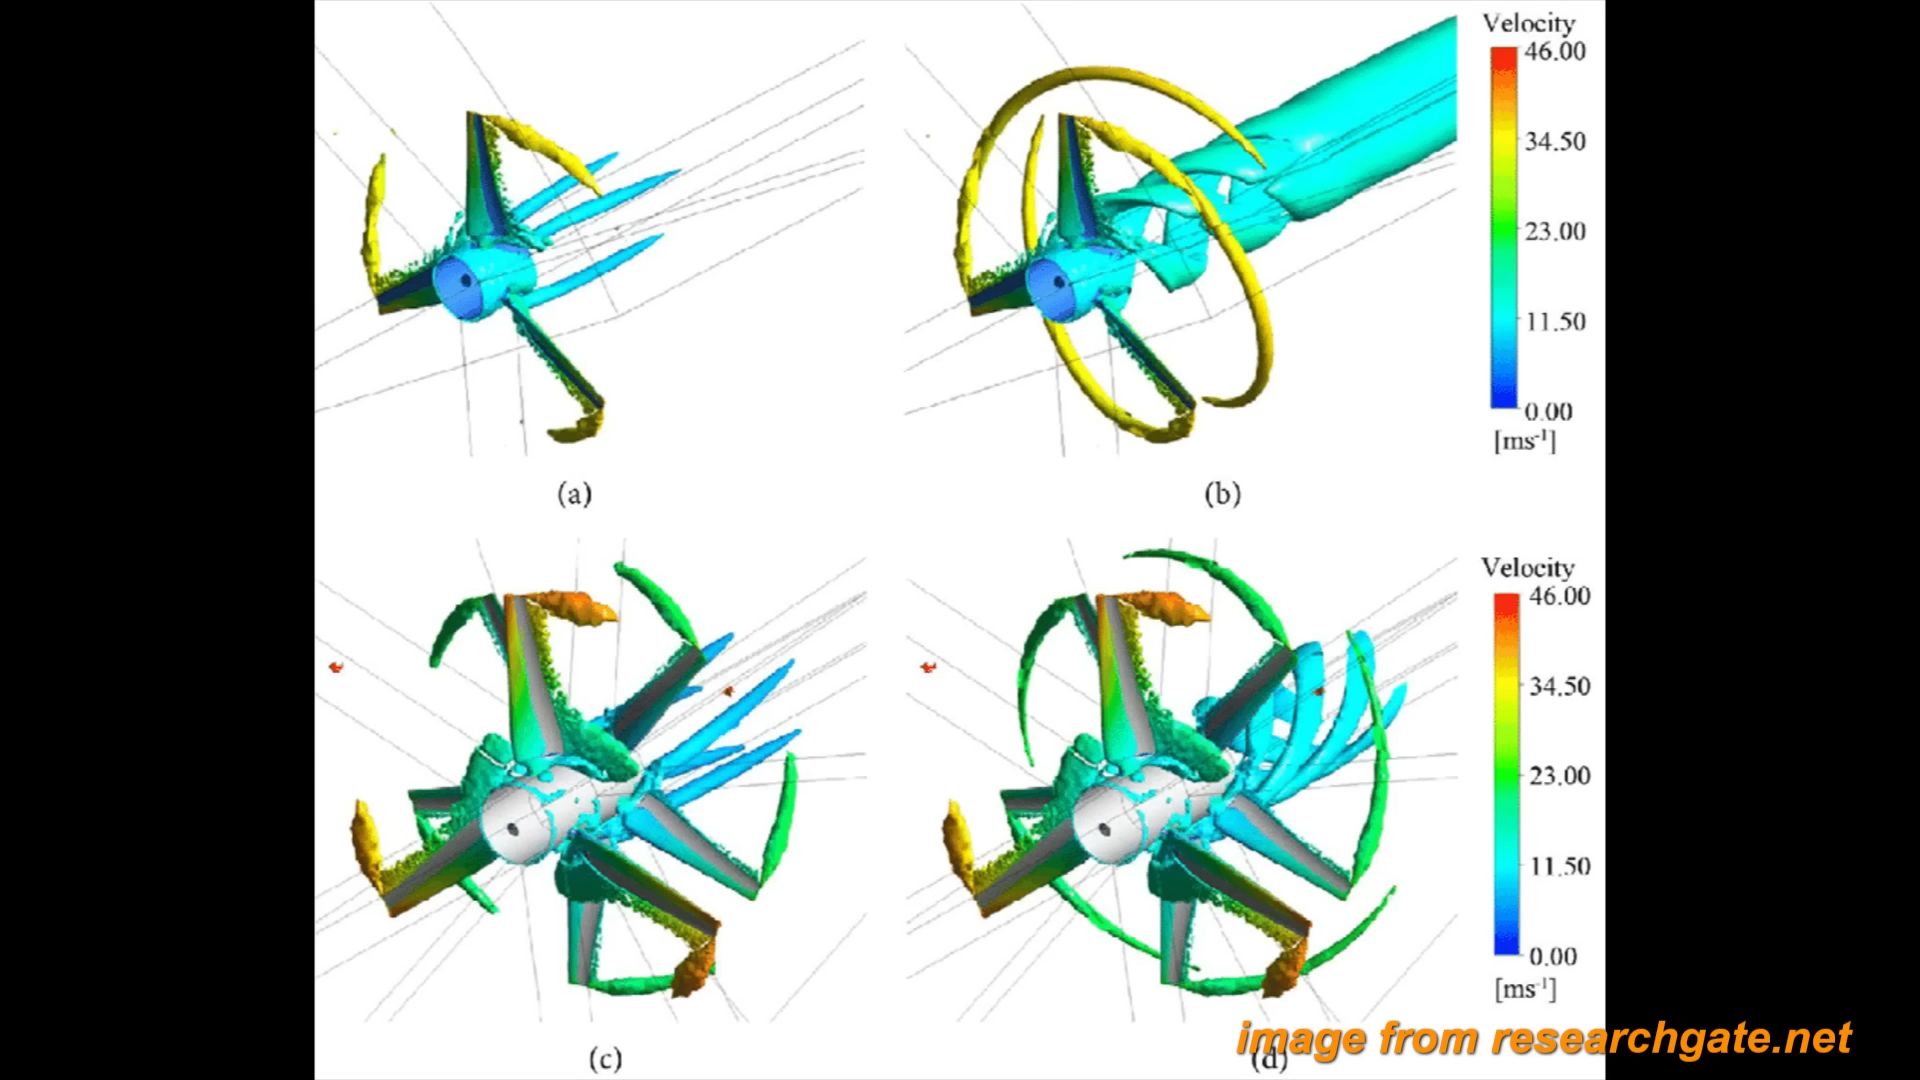 Velocity
46.00
34.50
23.00
11.50
0.00
[ms-1]
(a)
(b)
Velocity
46.00
34.50
23.00
11.50
0.00
[ms-1]
image from researchgate.net
(c)
(d)